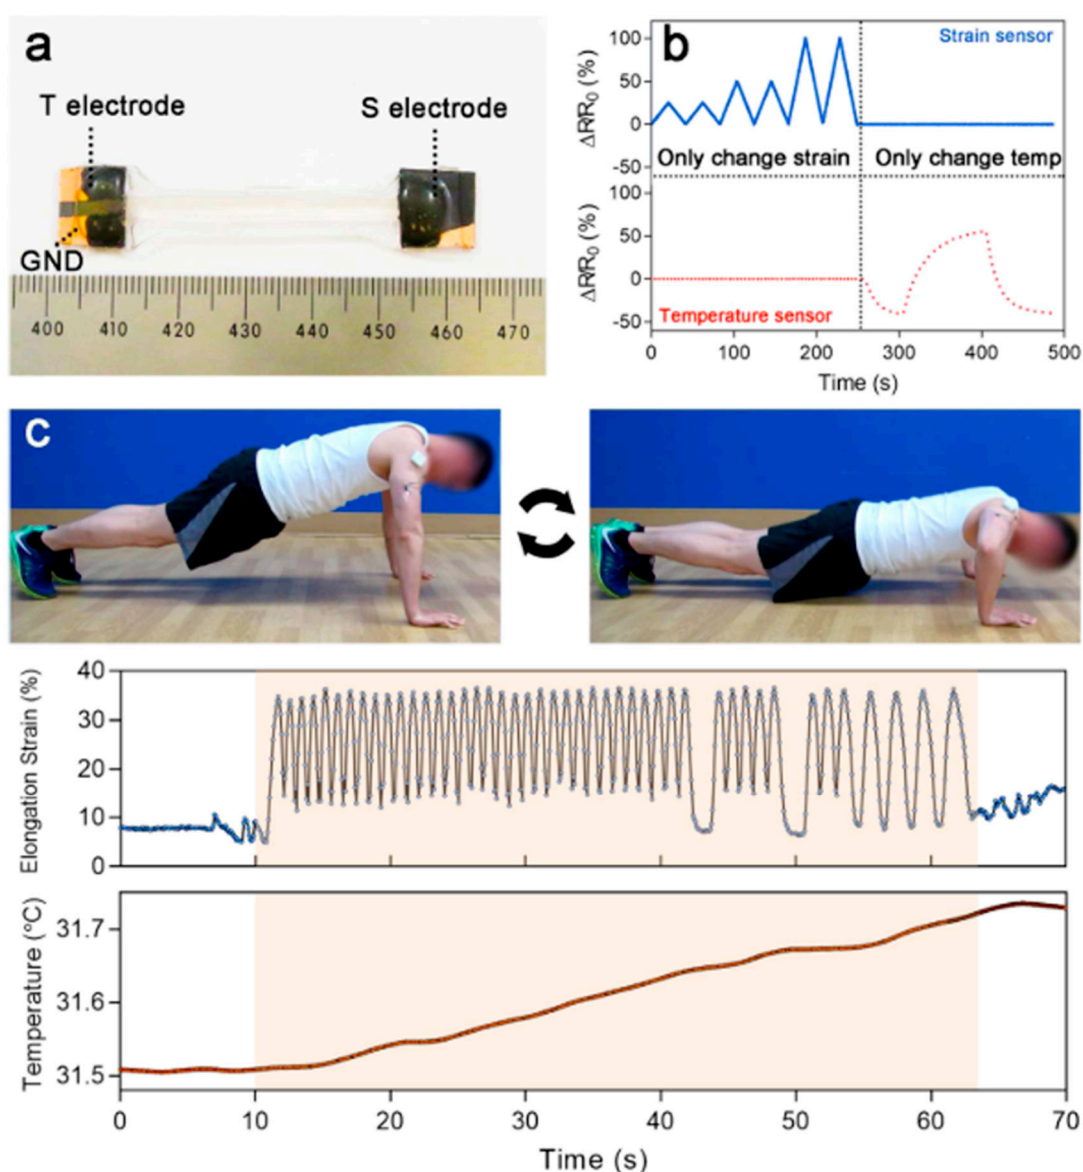 a
T electrode
S electrode
GND
400 410 420 430 440 450 460 470
b
Strain sensor
ΔR/R0 (%)
100
50
0
-50
Only change strain
Only change temp
ΔR/R0 (%)
100
50
0
-50
Temperature sensor
0 100 200 300 400 500
Time (s)
c
Elongation Strain (%)
40
30
20
10
0
Temperature (°C)
31.7
31.6
31.5
0 10 20 30 40 50 60 70
Time (s)